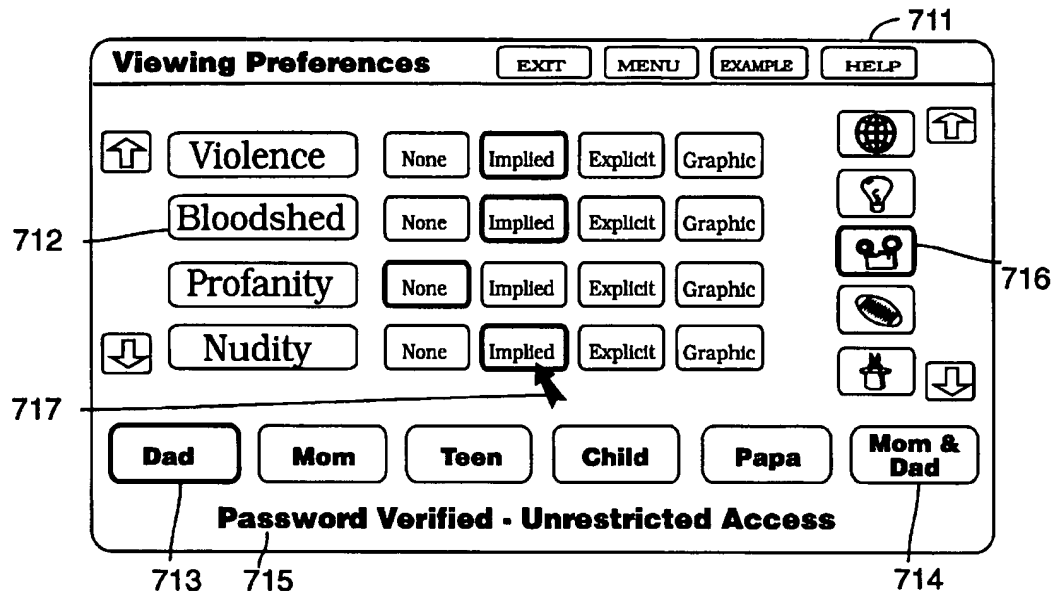 711
Viewing Preferences EXIT MENU EXAMPLE HELP
Violence None Implied Explicit Graphic
712 Bloodshed None Implied Explicit Graphic
716
Profanity None Implied Explicit Graphic
Nudity None Implied Explicit Graphic
717
Dad Mom Teen Child Papa Mom &
Dad
Password Verified - Unrestricted Access
713 715 714